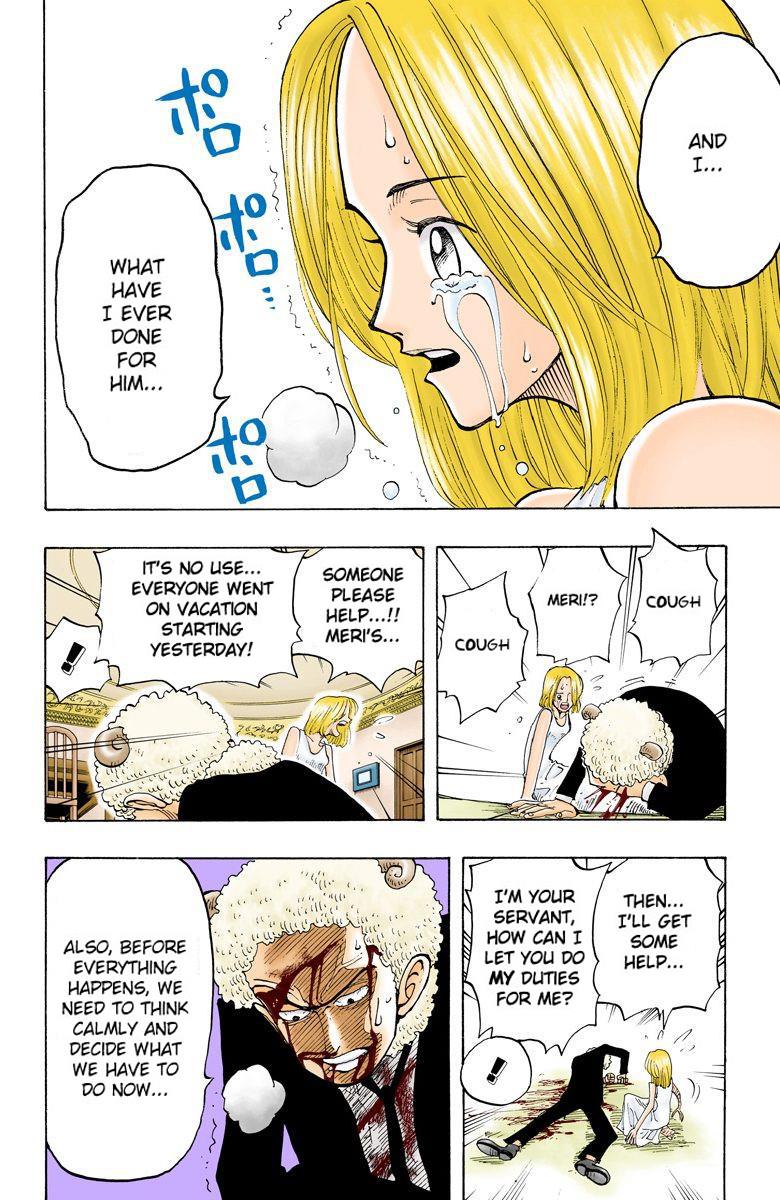 AND
I...
WHAT
HAVE
I EVER
DONE
FOR
HIM...
ポロ
ポロ...
ポロ
COUGH
MERI!?
COUGH
SOMEONE
PLEASE
HELP...!!
MERI'S...
IT'S NO USE...
EVERYONE WENT
ON VACATION
STARTING
YESTERDAY!
!
THEN...
I'LL GET
SOME
HELP...
I'M YOUR
SERVANT,
HOW CAN I
LET YOU DO
MY DUTIES
FOR ME?
!
ALSO, BEFORE
EVERYTHING
HAPPENS, WE
NEED TO THINK
CALMLY AND
DECIDE WHAT
WE HAVE TO
DO NOW...